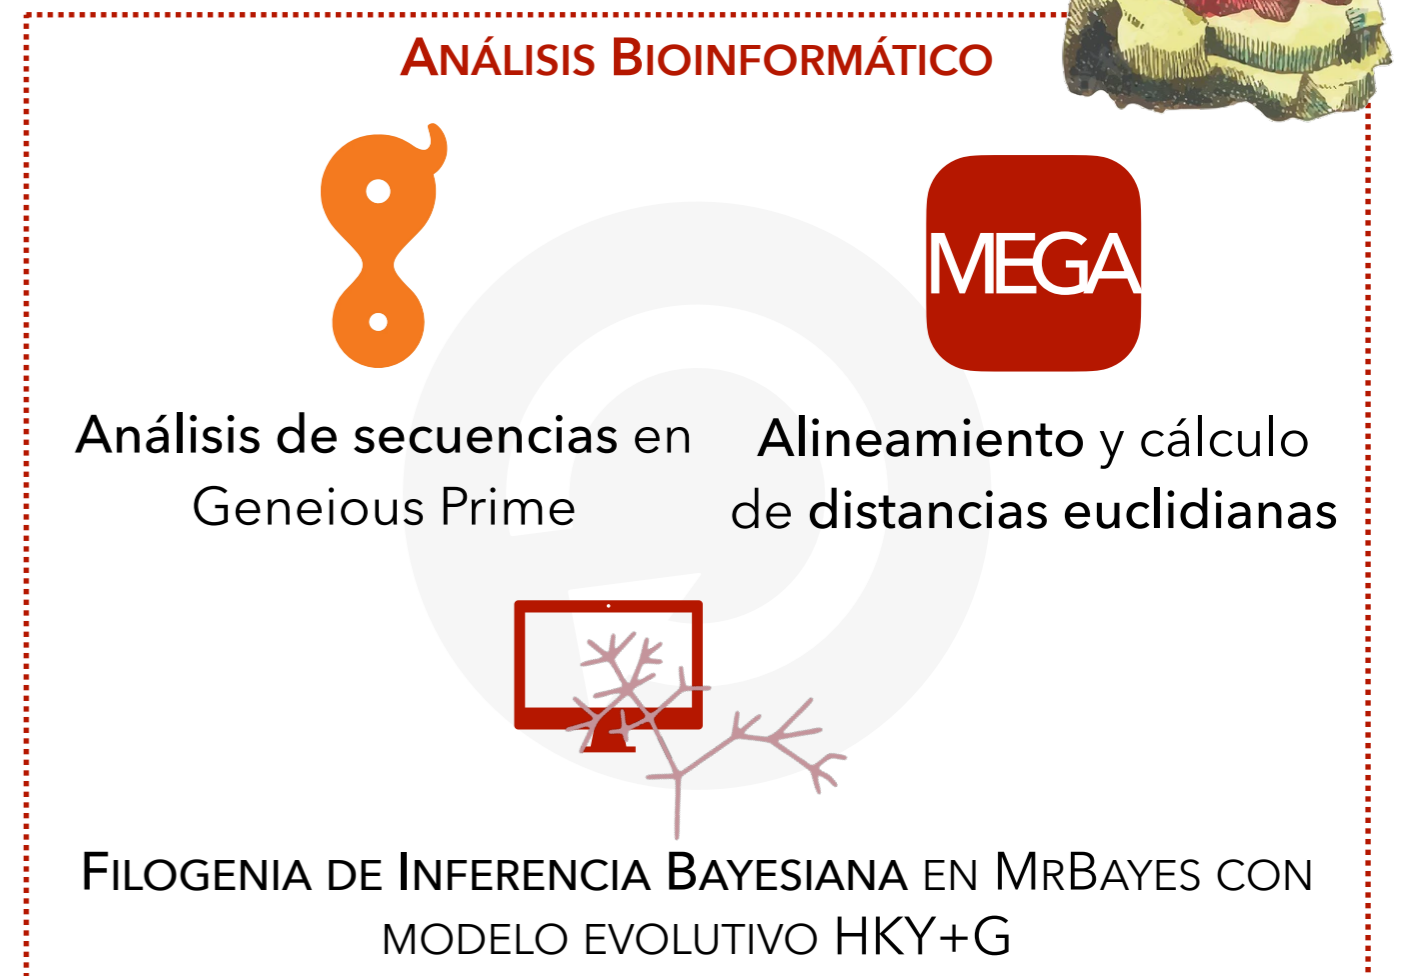 ANÁLISIS BIOINFORMÁTICO
MEGA
Análisis de secuencias en
Geneious Prime
Alineamiento y cálculo
de distancias euclidianas
FILOGENIA DE INFERENCIA BAYESIANA EN MRBAYES CON
MODELO EVOLUTIVO HKY+G